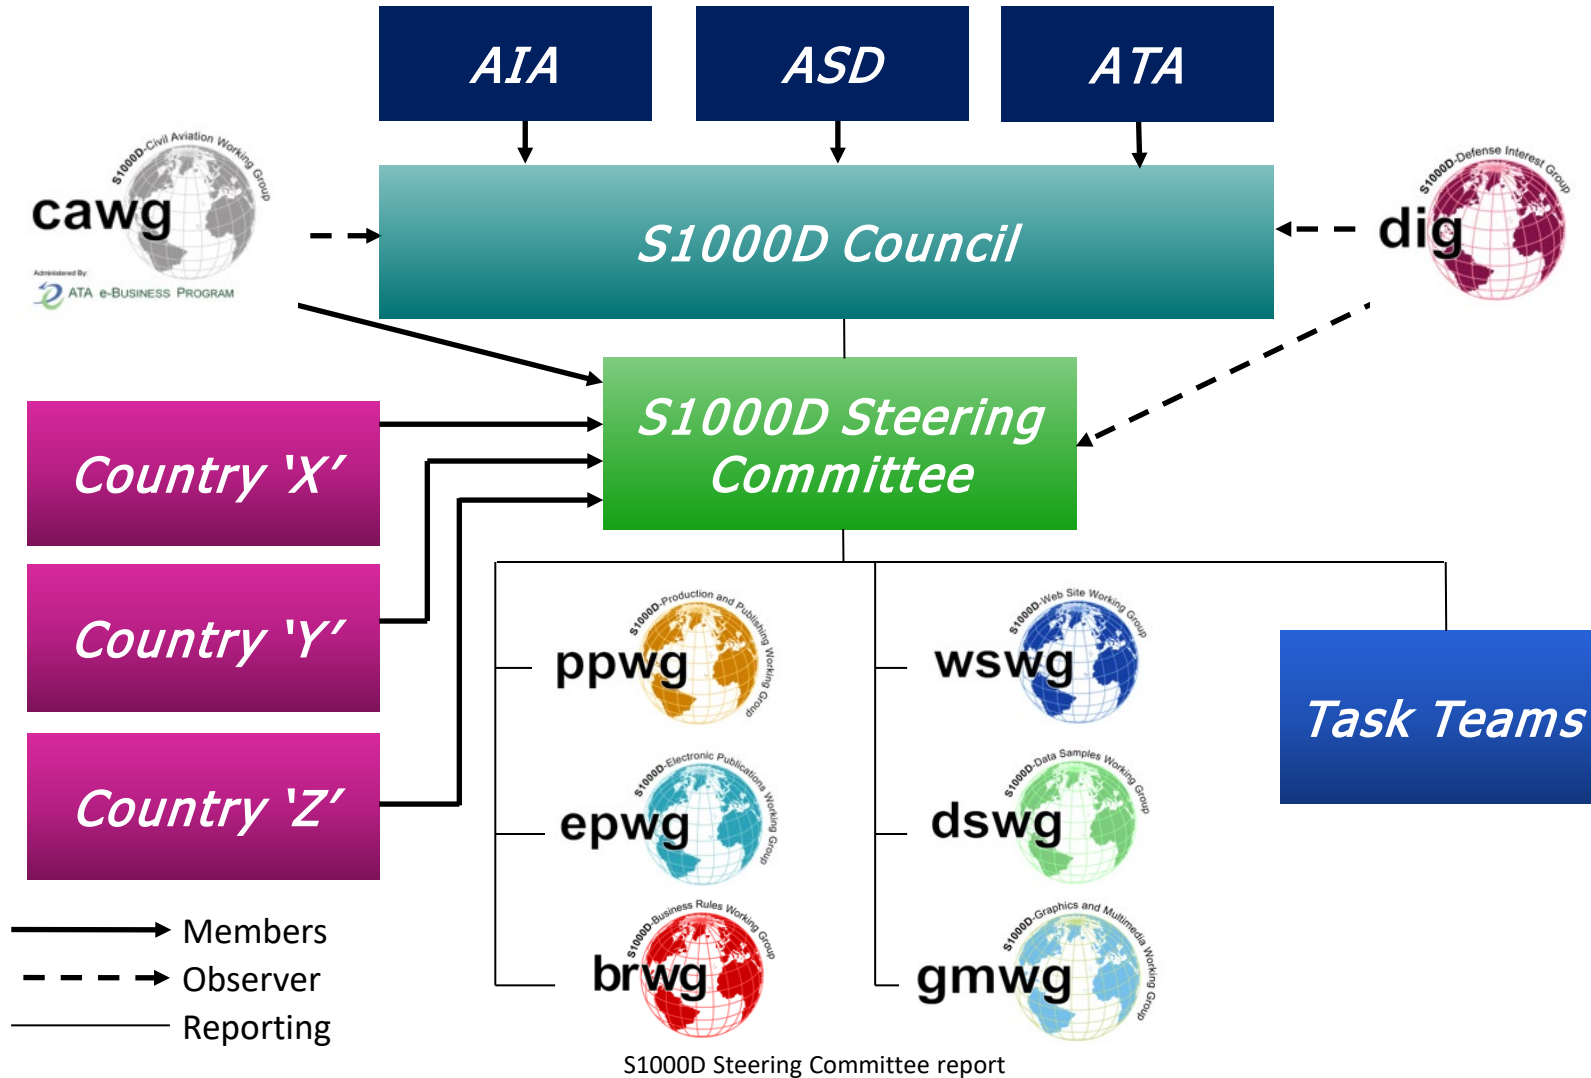 AIA
ASD
ATA
S1000D-Civil Aviation Working Group
cawg
Administered By:
ATA e-BUSINESS PROGRAM
S1000D Council
S1000D-Defense Interest Group
dig
S1000D Steering
Committee
Country ‘X’
Country ‘Y’
Country ‘Z’
S1000D-Production and Publishing Working Group
ppwg
S1000D-Web Site Working Group
wswg
Task Teams
S1000D-Electronic Publications Working Group
epwg
S1000D-Data Samples Working Group
dswg
S1000D-Business Rules Working Group
brwg
S1000D-Graphics and Multimedia Working Group
gmwg
Members
Observer
Reporting
S1000D Steering Committee report